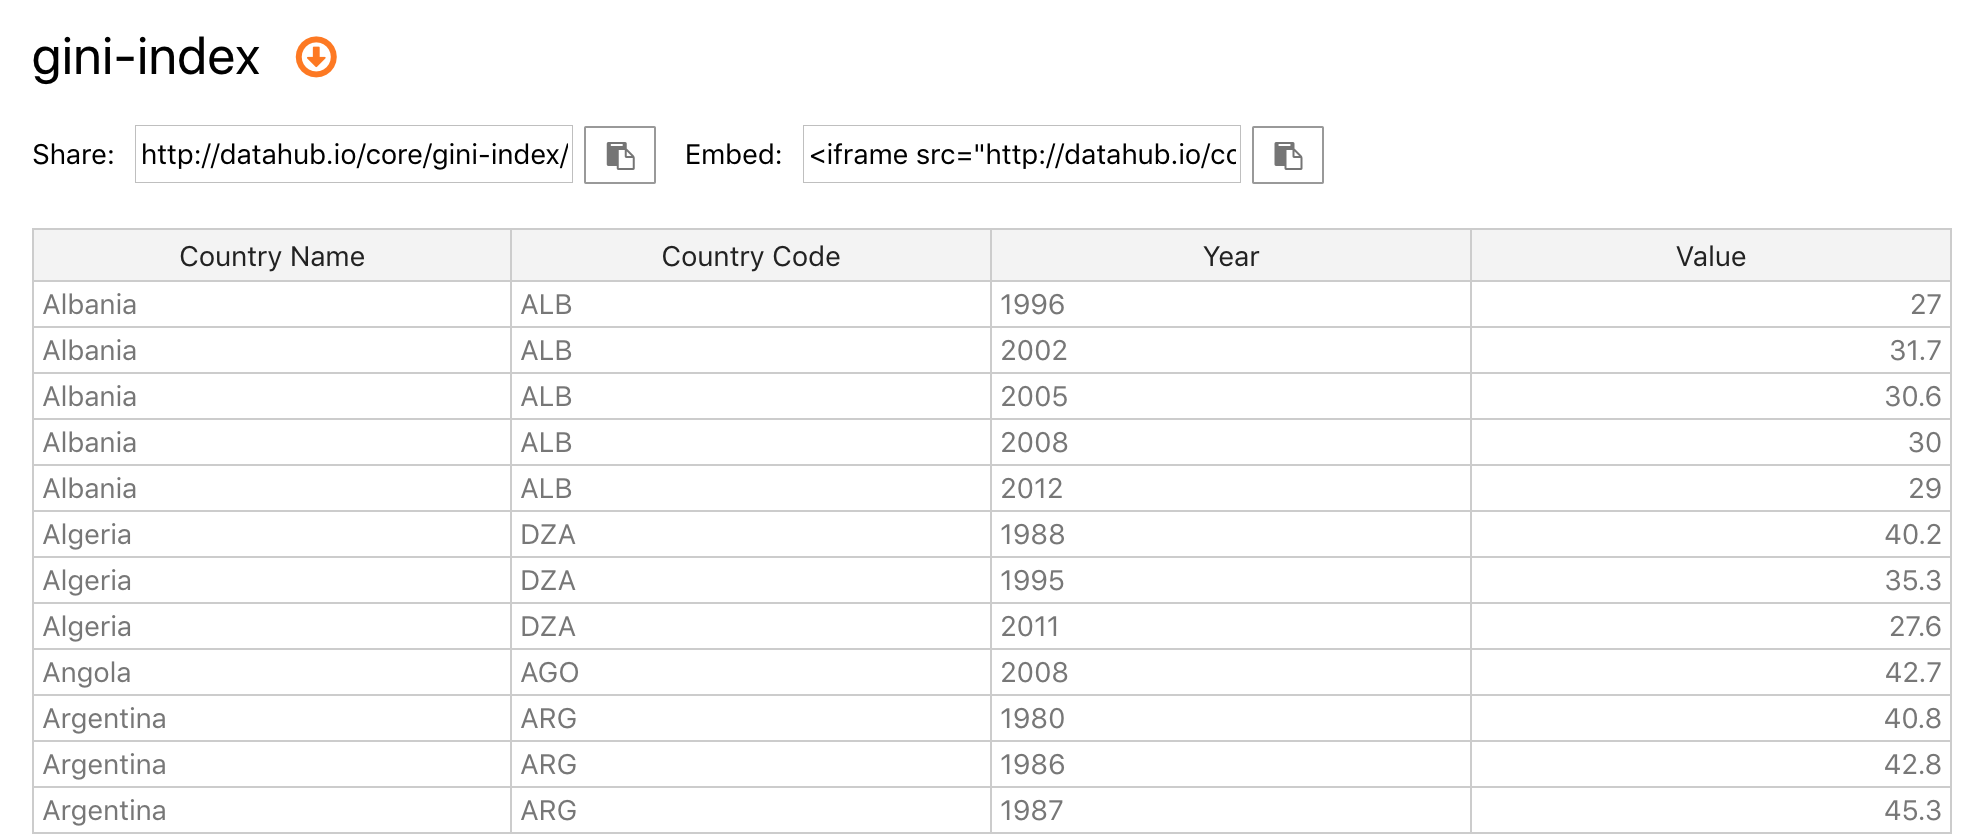 gini-index
Share: http://datahub.io/core/gini-index/ Embed: <iframe src="http://datahub.io/co
Country Name Country Code Year Value
Albania ALB 1996 27
Albania ALB 2002 31.7
Albania ALB 2005 30.6
Albania ALB 2008 30
Albania ALB 2012 29
Algeria DZA 1988 40.2
Algeria DZA 1995 35.3
Algeria DZA 2011 27.6
Angola AGO 2008 42.7
Argentina ARG 1980 40.8
Argentina ARG 1986 42.8
Argentina ARG 1987 45.3